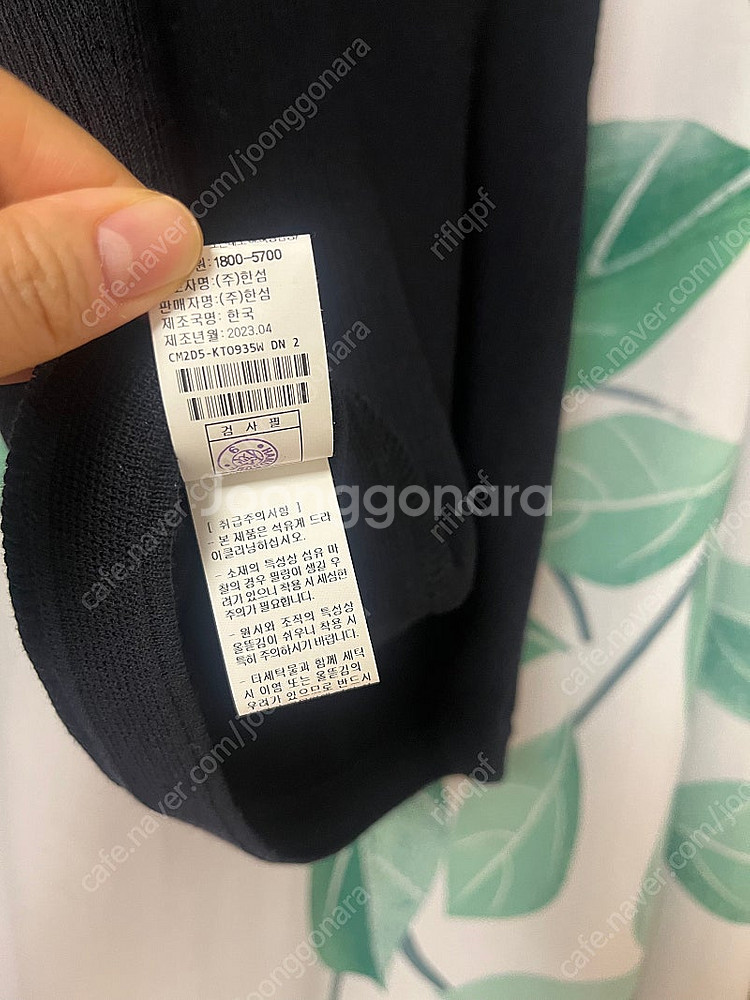 원:1800-5700
자명:(주)한섬
판매자명:(주)한섬
제조국명: 한국
제조년월: 2023.04
CM2D5-KTO935W DN 2
검 사 필
[ 취급주의사항 ]
- 본 제품은 석유계 드라
이클리닝하십시오.
- 소재의 특성상 섬유 마
찰의 경우 필링이 생길 우
려가 있으니 착용 시 세심한
주의가 필요합니다.
- 원사와 조직의 특성상
올뜯김이 쉬우니 착용 시
특히 주의하시기 바랍니다.
- 타세탁물과 함께 세탁
시 이염 또는 올뜯김의
우려가 있으므로 반드시
Joonggonara
cafe.naver.com/joonggonara
riflqpf